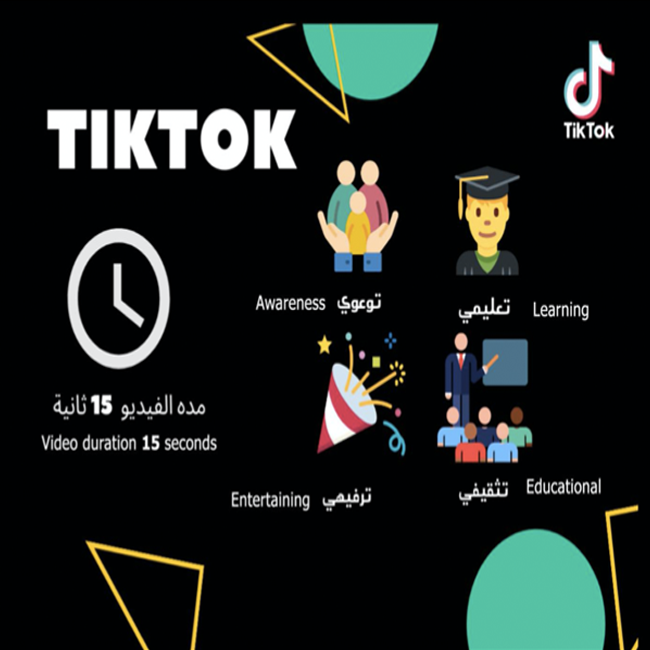 TikTok
TIKTOK
Awareness توعوي
تعليمي Learning
مده الفيديو 15 ثانية
Video duration 15 seconds
Entertaining ترفيهي
تثقيفي Educational